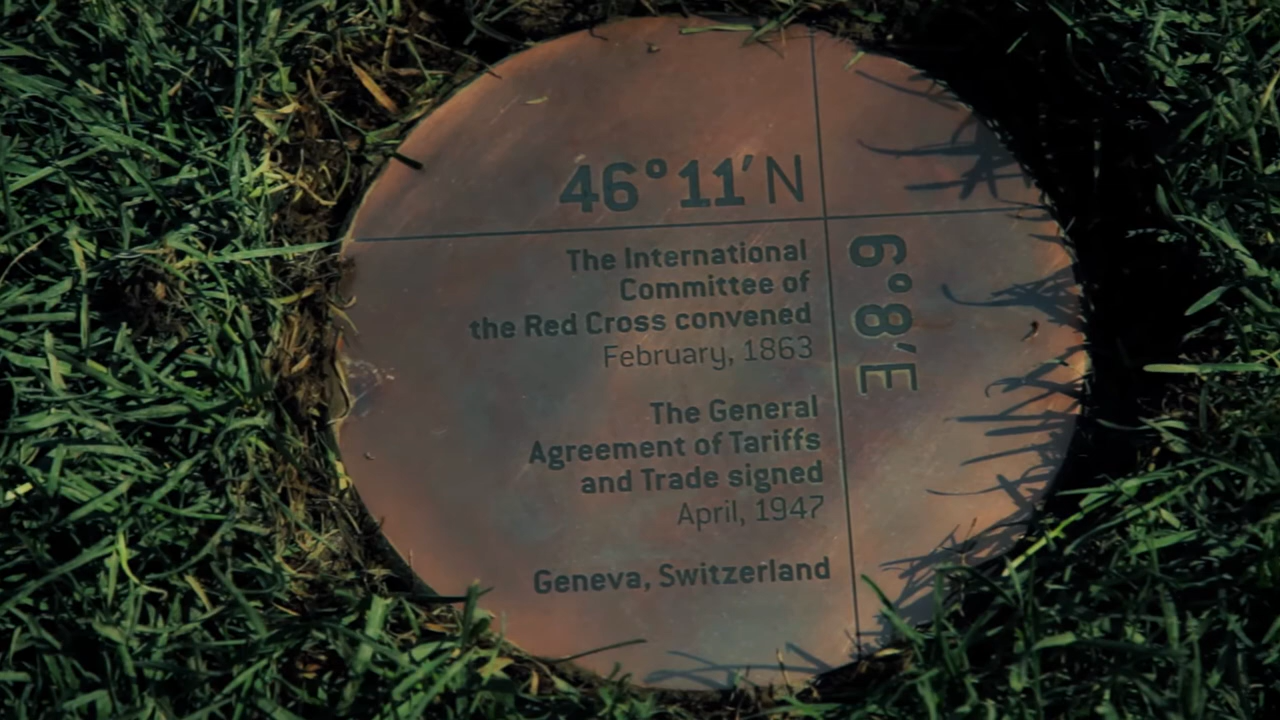 46°11′N
6°8′E
The International
Committee of
the Red Cross convened
February, 1863
The General
Agreement of Tariffs
and Trade signed
April, 1947
Geneva, Switzerland